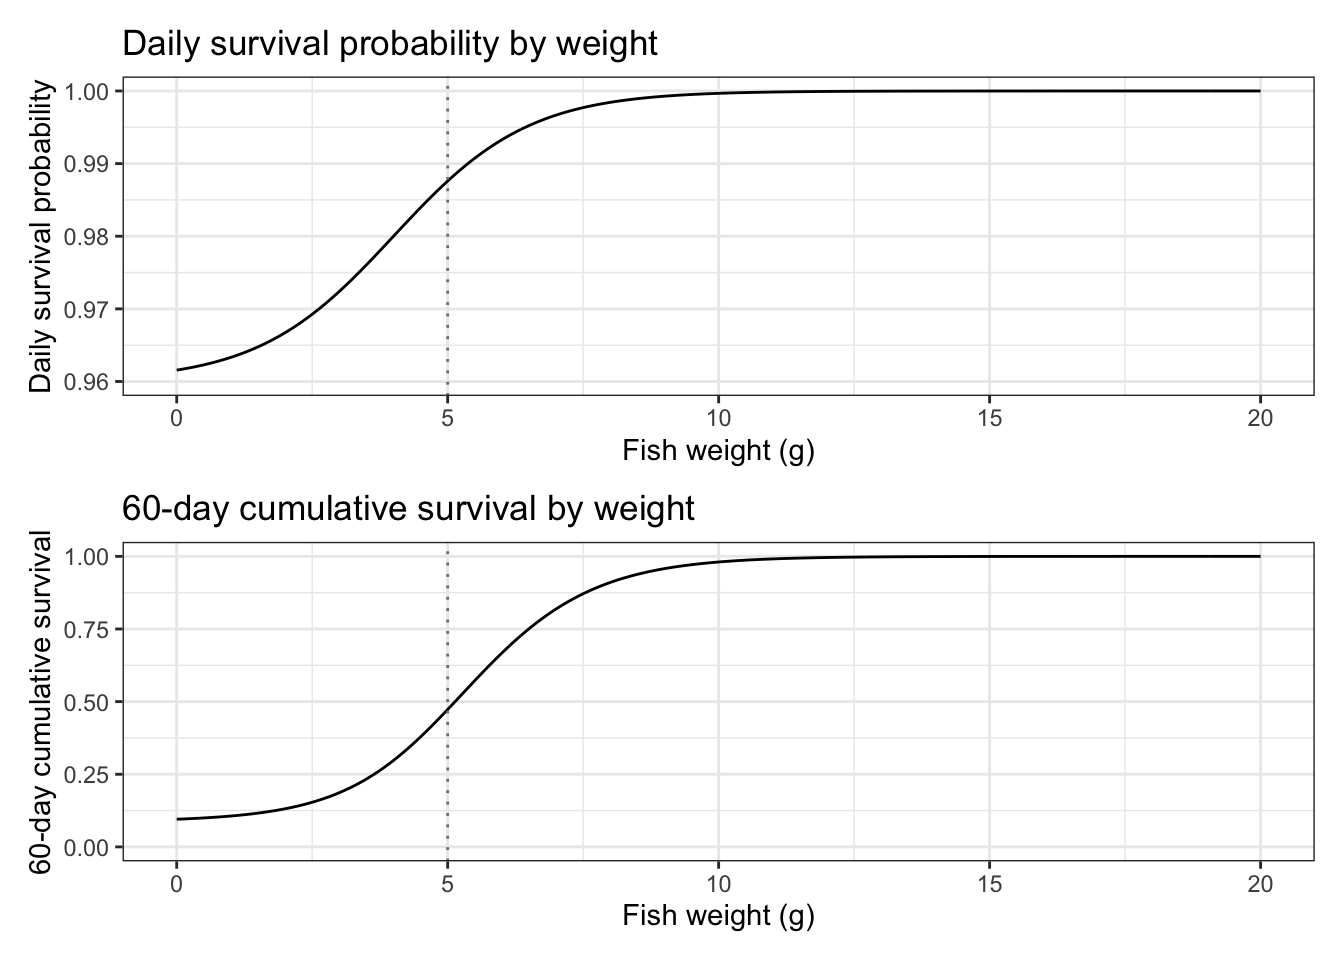 Daily survival probability by weight
Daily survival probability
1.00
0.99
0.98
0.97
0.96
0 5 10 15 20
Fish weight (g)
60-day cumulative survival by weight
60-day cumulative survival
1.00
0.75
0.50
0.25
0.00
0 5 10 15 20
Fish weight (g)